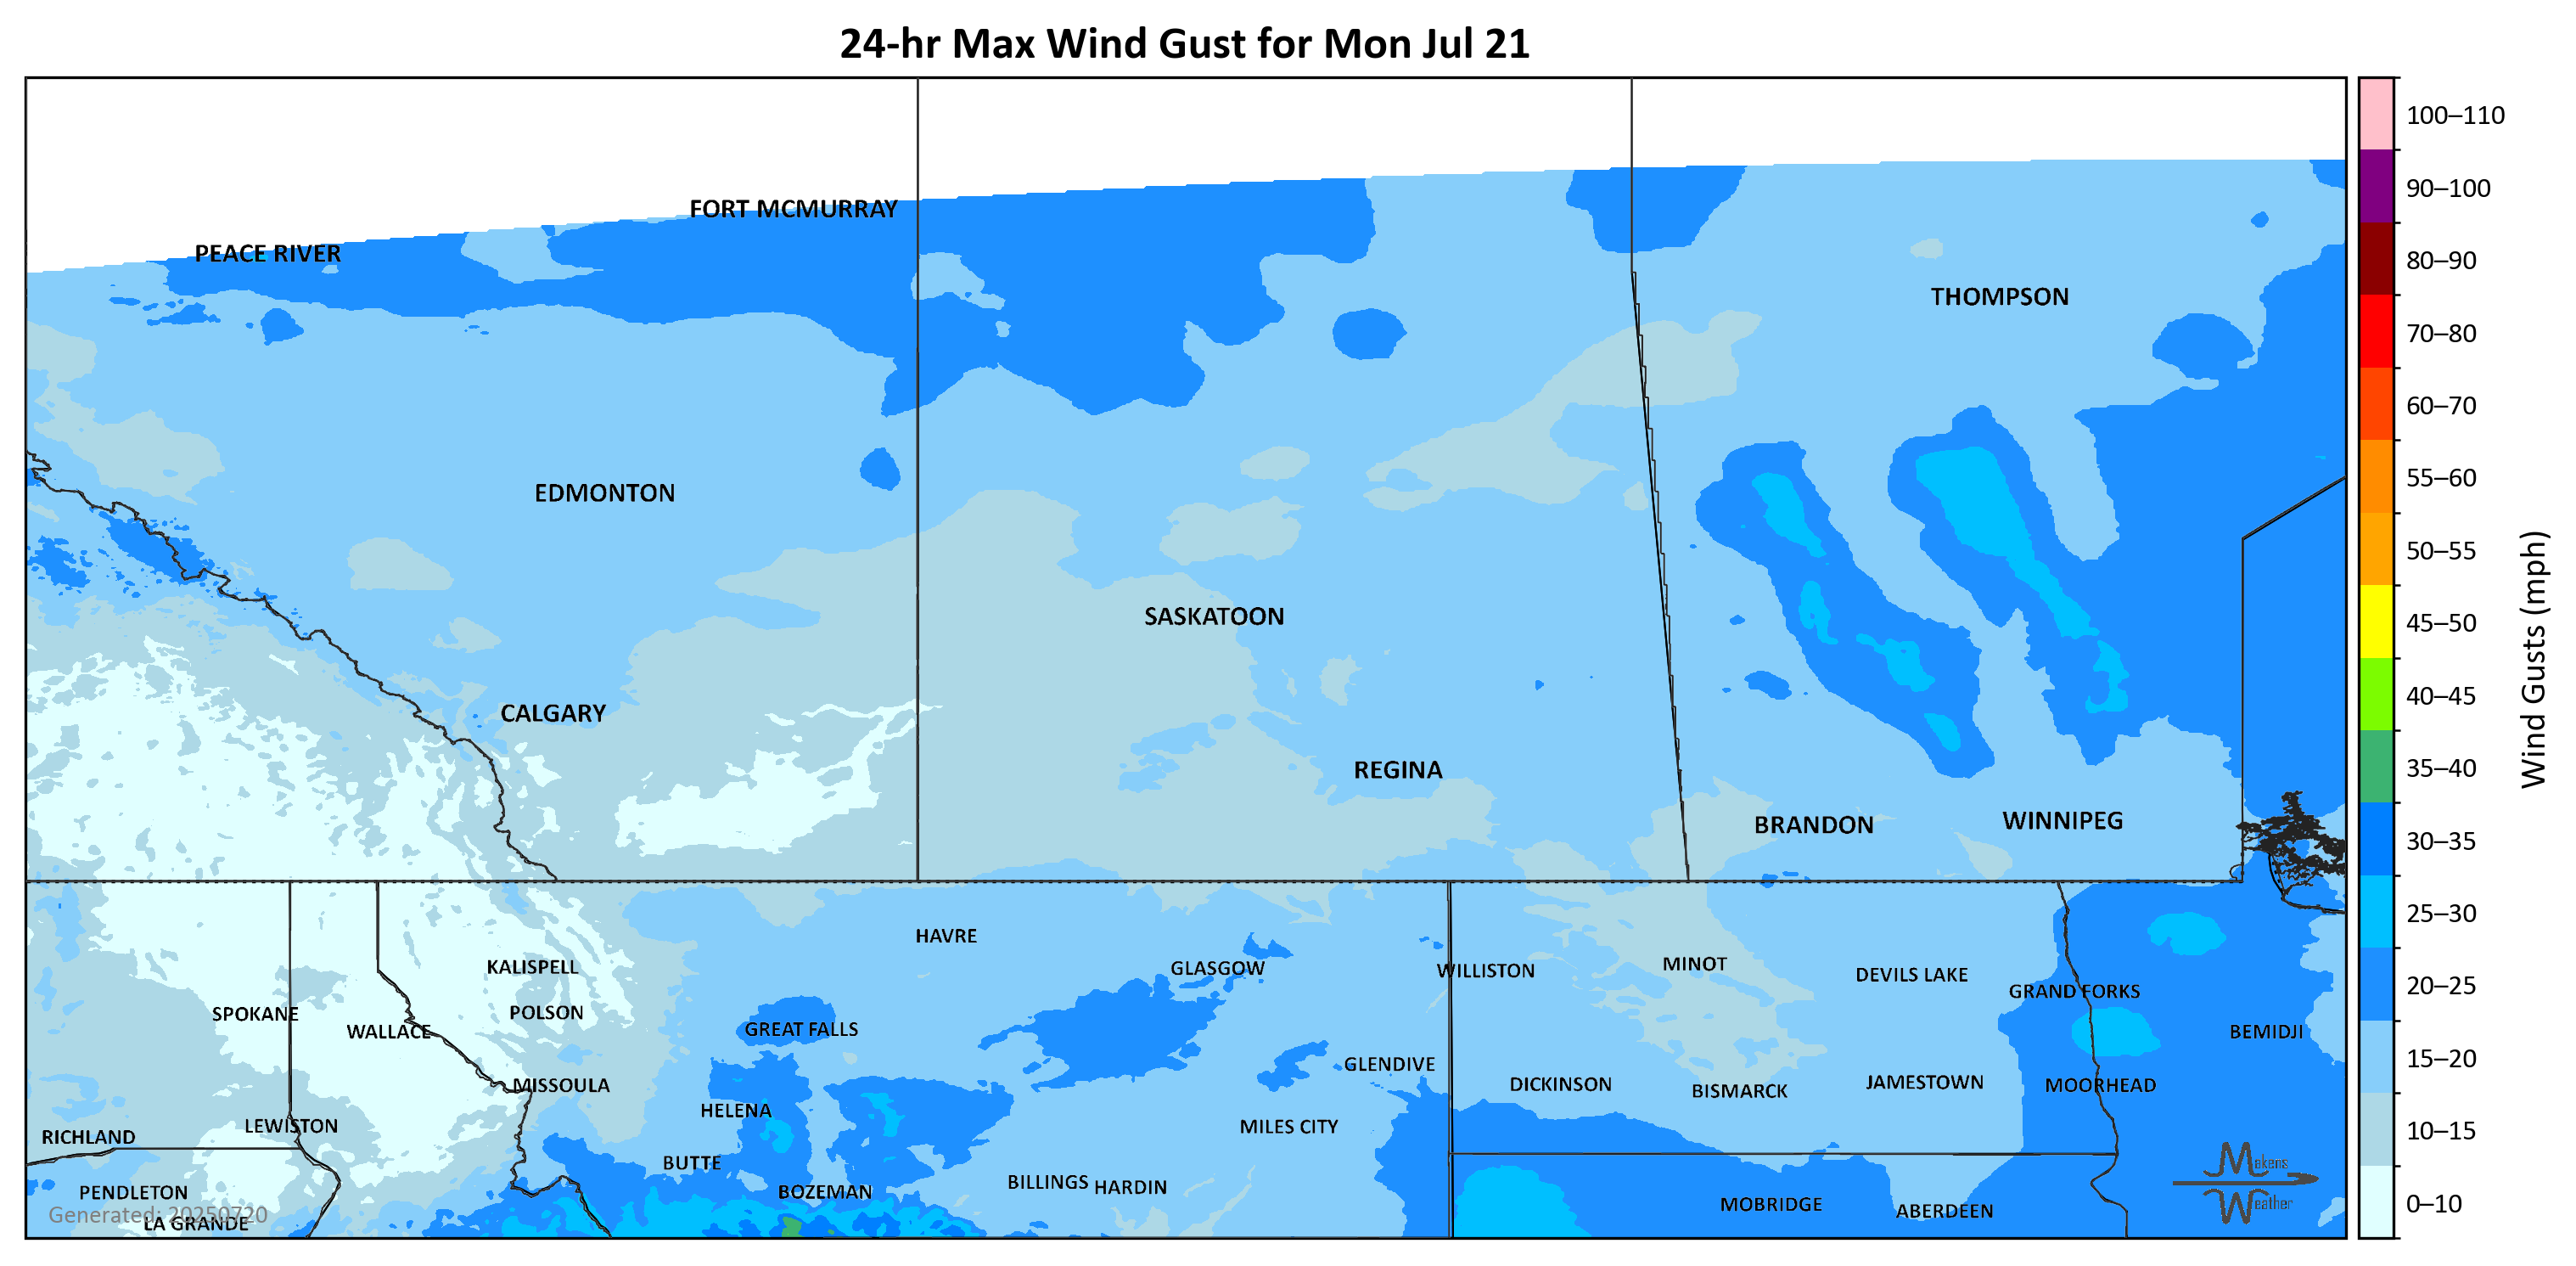 24-hr Max Wind Gust for Mon Jul 21
100–110
90–100
80–90
70–80
60–70
55–60
50–55
45–50
40–45
35–40
30–35
25–30
20–25
15–20
10–15
0–10
Wind Gusts (mph)
FORT MCMURRAY
PEACE RIVER
THOMPSON
EDMONTON
SASKATOON
CALGARY
REGINA
BRANDON
WINNIPEG
HAVRE
KALISPELL
GLASGOW
WILLISTON
MINOT
DEVILS LAKE
GRAND FORKS
SPOKANE
POLSON
WALLACE
GREAT FALLS
BEMIDJI
GLENDIVE
MISSOULA
DICKINSON
BISMARCK
JAMESTOWN
MOORHEAD
HELENA
LEWISTON
MILES CITY
RICHLAND
BUTTE
BILLINGS
HARDIN
PENDLETON
BOZEMAN
MOBRIDGE
ABERDEEN
Generated: 20250720
LA GRANDE
Makens
Weather